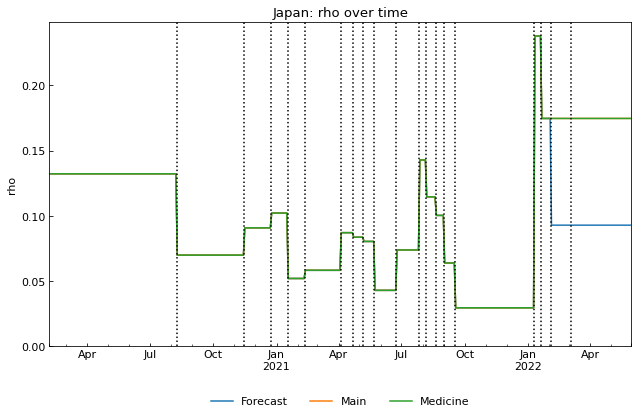 Japan: rho over time
rho
0.20
0.15
0.10
0.05
0.00
Apr Jul Oct Jan Apr Jul Oct Jan Apr
2021 2022
Forecast Main Medicine